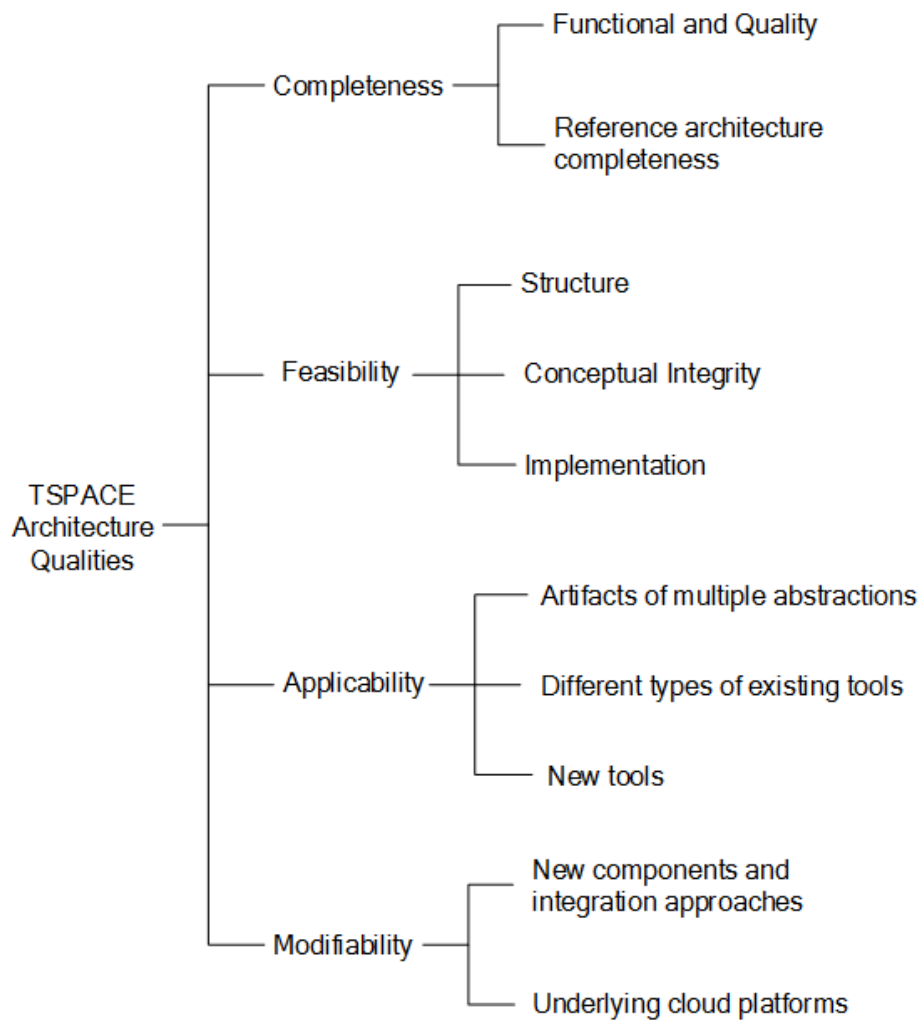 TSPACE
Architecture
Qualities
Completeness
Functional and Quality
Reference architecture
completeness
Feasibility
Structure
Conceptual Integrity
Implementation
Applicability
Artifacts of multiple abstractions
Different types of existing tools
New tools
Modifiability
New components and
integration approaches
Underlying cloud platforms